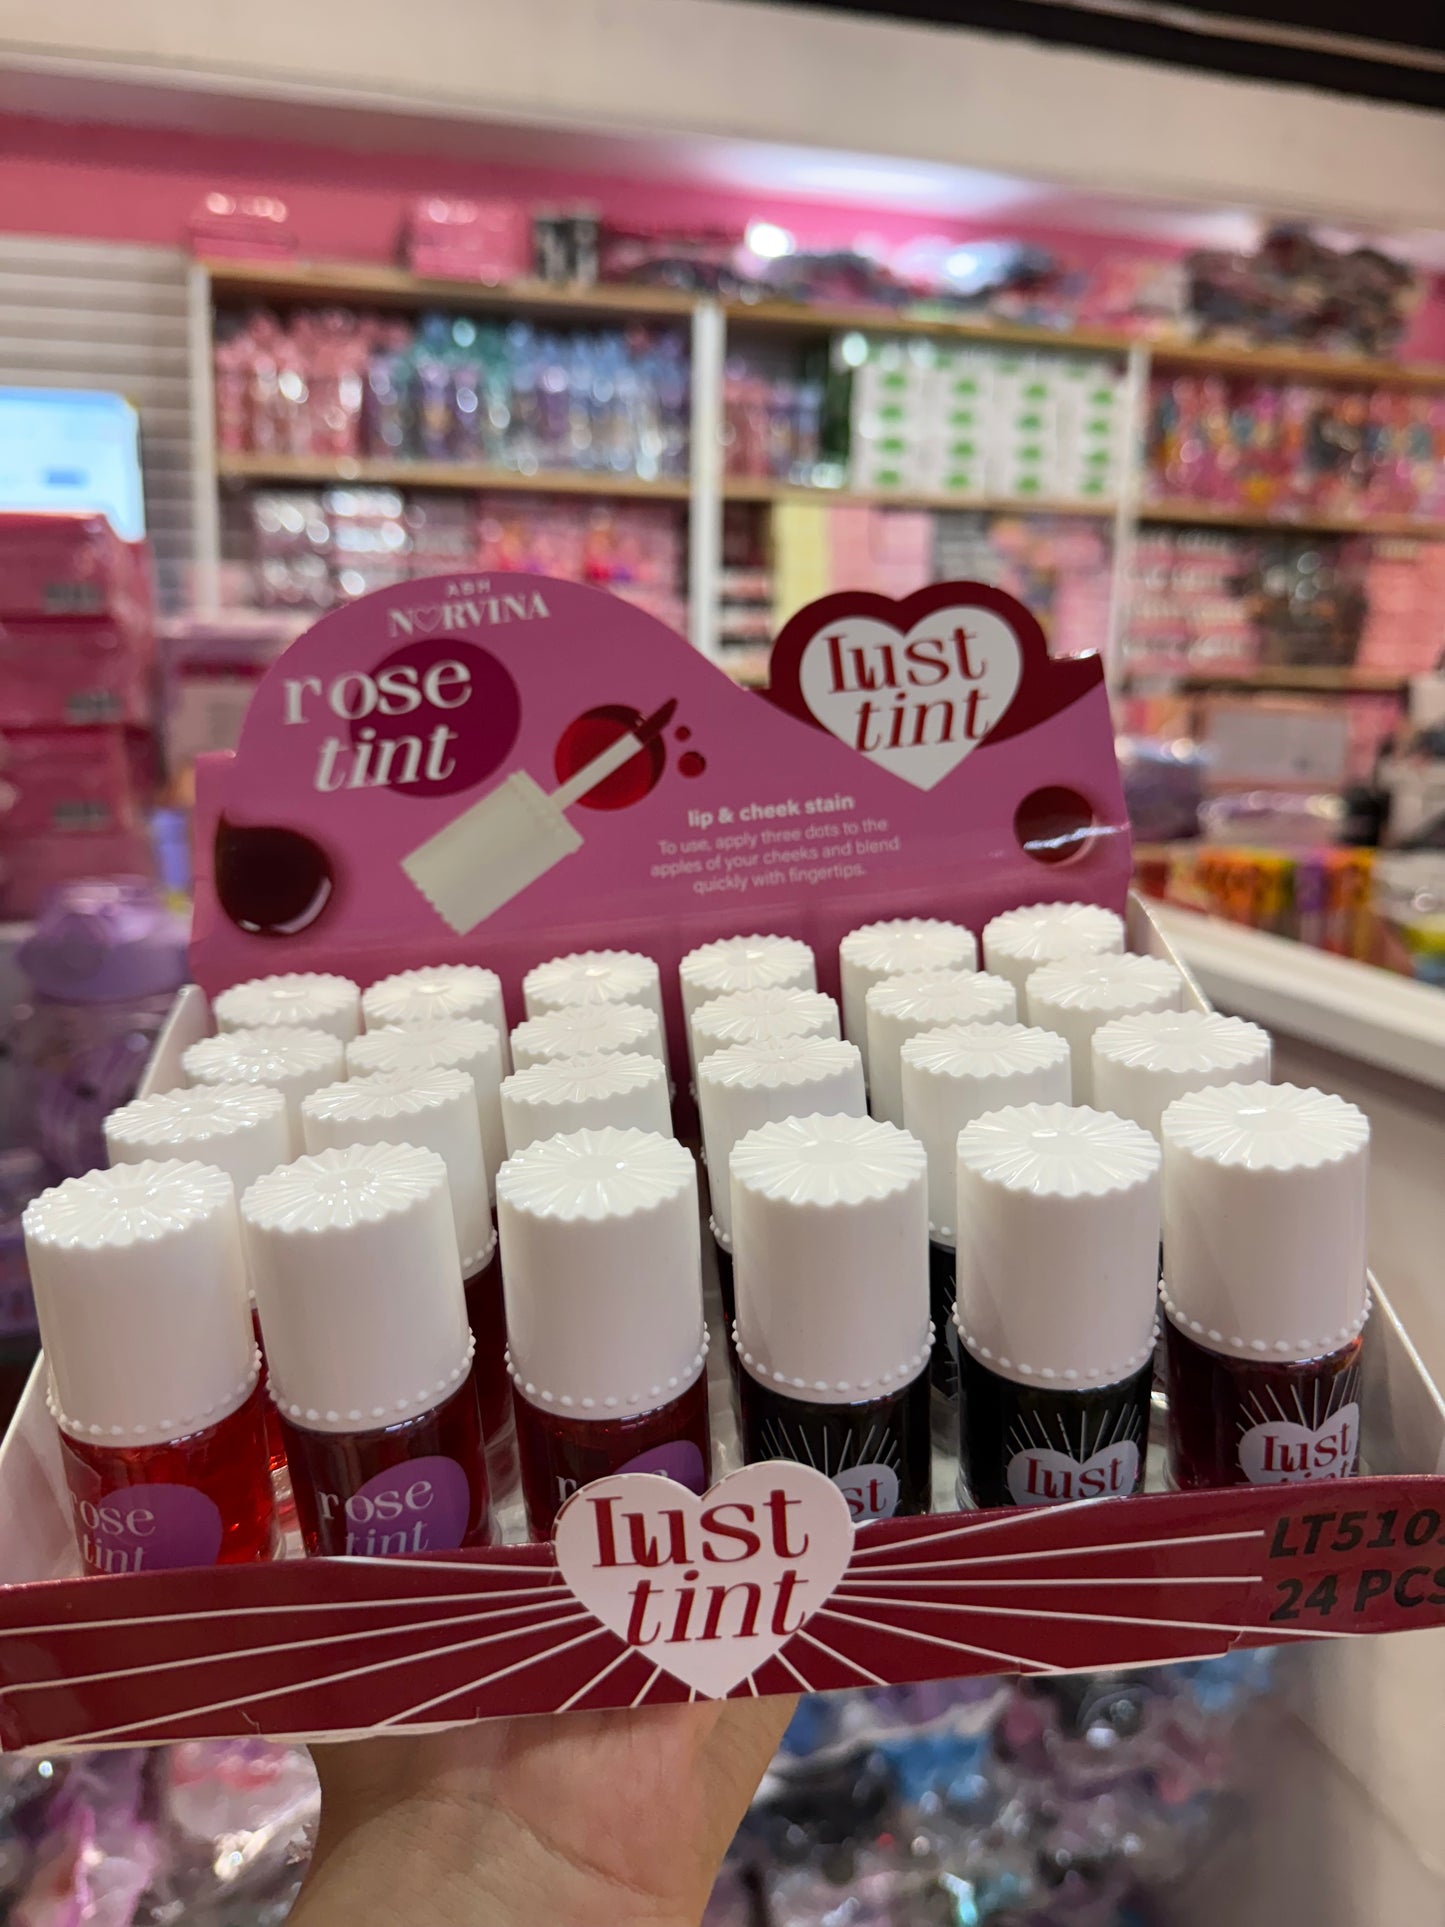 ABH
NORVINA
rose
tint
Lust
tint
lip & cheek stain
To use, apply three dots to the
apples of your cheeks and blend
quickly with fingertips.
rose
tint
rose
tint
Lust
Lust
tint
Lust
tint
LT510
24 PCS